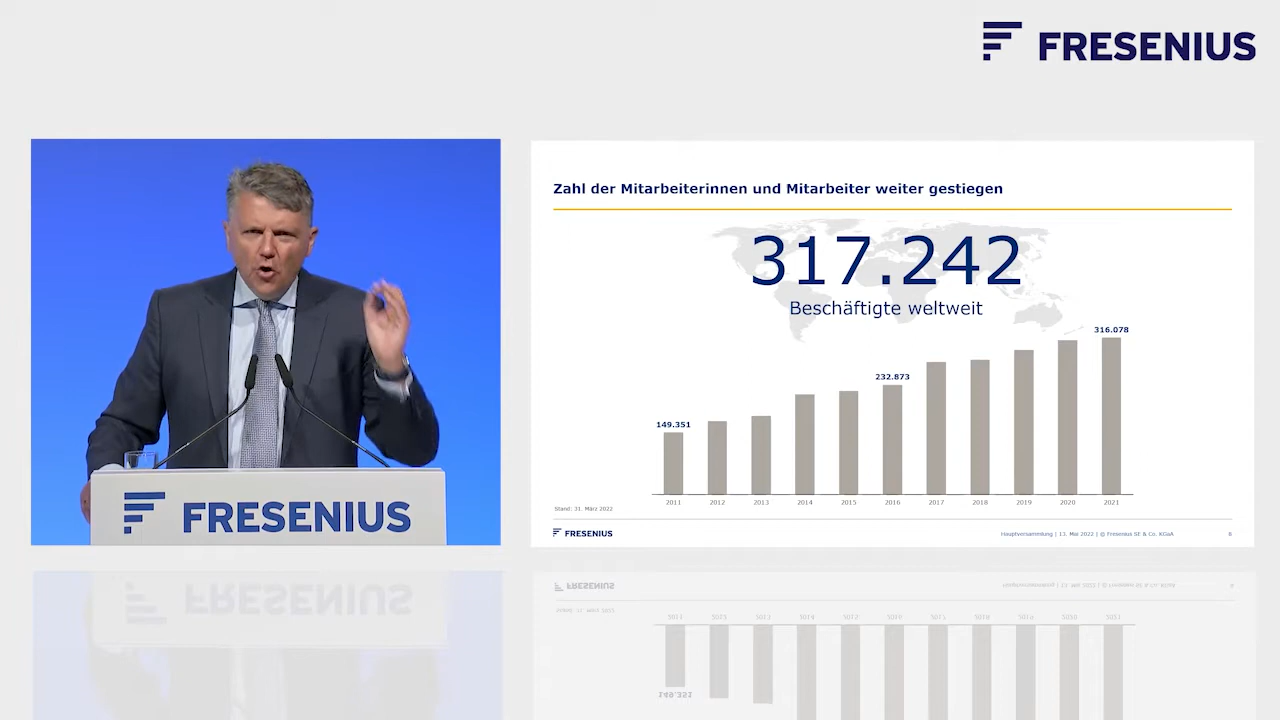 FRESENIUS
Zahl der Mitarbeiterinnen und Mitarbeiter weiter gestiegen
317.242
Beschäftigte weltweit
316.078
232.873
149.351
2011 2012 2013 2014 2015 2016 2017 2018 2019 2020 2021
Stand: 31. März 2022
FRESENIUS Hauptversammlung | 13. Mai 2022 | © Fresenius SE & Co. KGaA 8
FRESENIUS